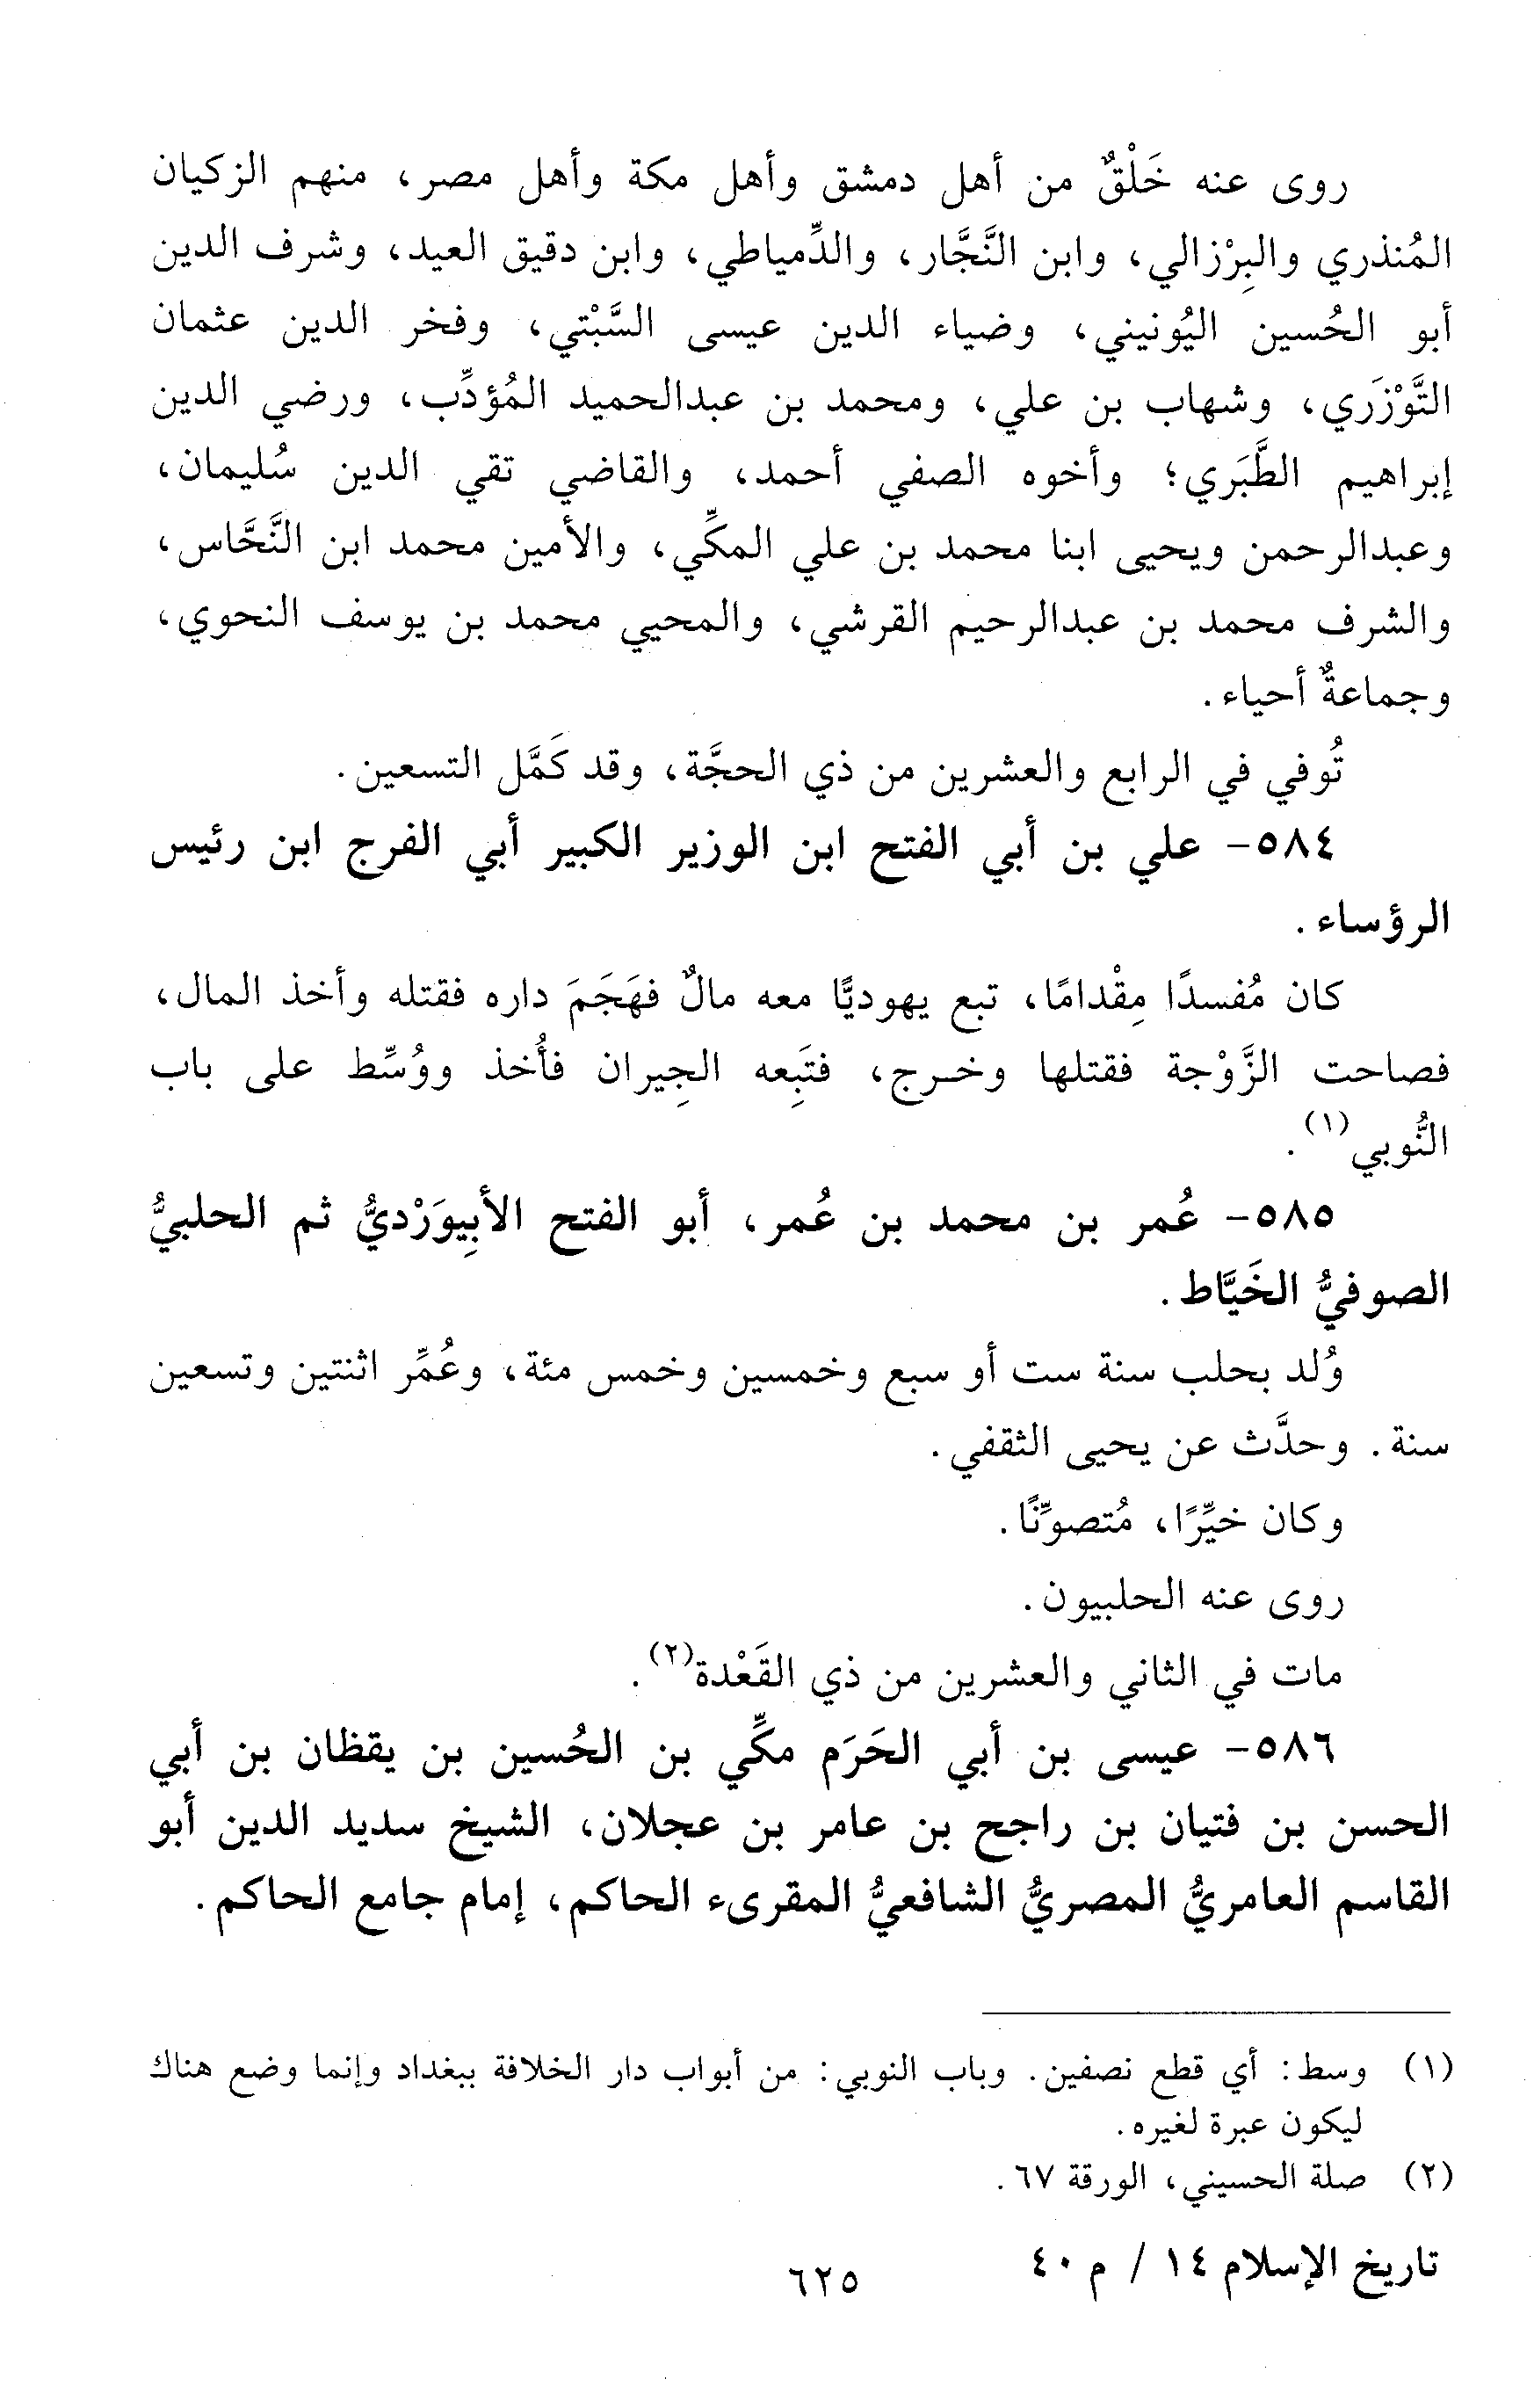 روى عنه خَلْقٌ من أهل دمشق وأهل مكة وأهل مصر، منهم الزكيان
المُنذري والبِرْزالي، وابن النَّجَّار، والدِّمياطي، وابن دقيق العيد، وشرف الدين
أبو الحُسين اليُونيني، وضياء الدين عيسى السَّبْتي، وفخر الدين عثمان
التَّوْزَري، وشهاب بن علي، ومحمد بن عبدالحميد المُؤدِّب، ورضي الدين
إبراهيم الطَّبَري؛ وأخوه الصفي أحمد، والقاضي تقي الدين سُليمان،
وعبدالرحمن ويحيى ابنا محمد بن علي المكِّي، والأمين محمد ابن النَّحَّاس،
والشرف محمد بن عبدالرحيم القرشي، والمحيي محمد بن يوسف النحوي،
وجماعةٌ أحياء.
تُوفي في الرابع والعشرين من ذي الحجَّة، وقد كَمَّل التسعين.
٥٨٤- علي بن أبي الفتح ابن الوزير الكبير أبي الفرج ابن رئيس
الرؤساء.
كان مُفسدًا مِقْدامًا، تبع يهوديًّا معه مالٌ فهَجَمَ داره فقتله وأخذ المال،
فصاحت الزَّوْجة فقتلها وخرج، فتَبِعه الجِيران فأُخذ ووُسِّط على باب
النُّوبي(١).
٥٨٥- عُمر بن محمد بن عُمر، أبو الفتح الأبِيوَرْديُّ ثم الحلبيُّ
الصوفيُّ الخَيَّاط.
وُلد بحلب سنة ست أو سبع وخمسين وخمس مئة، وعُمِّر اثنتين وتسعين
سنة. وحدَّث عن يحيى الثقفي.
وكان خيِّرًا، مُتصوِّنًا.
روى عنه الحلبيون.
مات في الثاني والعشرين من ذي القَعْدة(٢).
٥٨٦- عيسى بن أبي الحَرَم مكِّي بن الحُسين بن يقظان بن أبي
الحسن بن فتيان بن راجح بن عامر بن عجلان، الشيخ سديد الدين أبو
القاسم العامريُّ المصريُّ الشافعيُّ المقرىء الحاكم، إمام جامع الحاكم.
(١) وسط: أي قطع نصفين. وباب النوبي: من أبواب دار الخلافة ببغداد وإنما وضع هناك
ليكون عبرة لغيره.
(٢) صلة الحسيني، الورقة ٦٧.
تاريخ الإسلام ١٤ / م ٤٠
٦٢٥